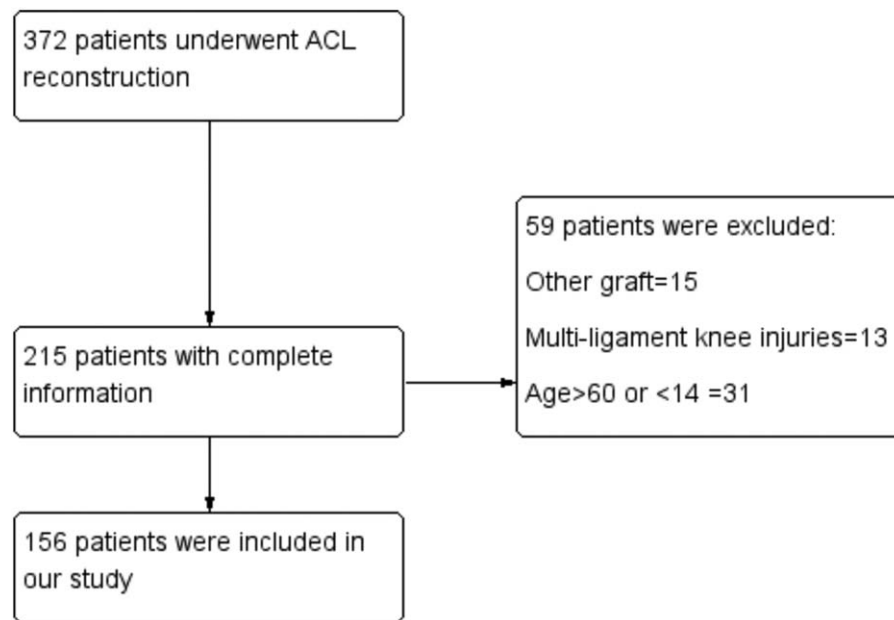 372 patients underwent ACL
reconstruction
59 patients were excluded:
Other graft=15
Multi-ligament knee injuries=13
Age>60 or <14 =31
215 patients with complete
information
156 patients were included in
our study